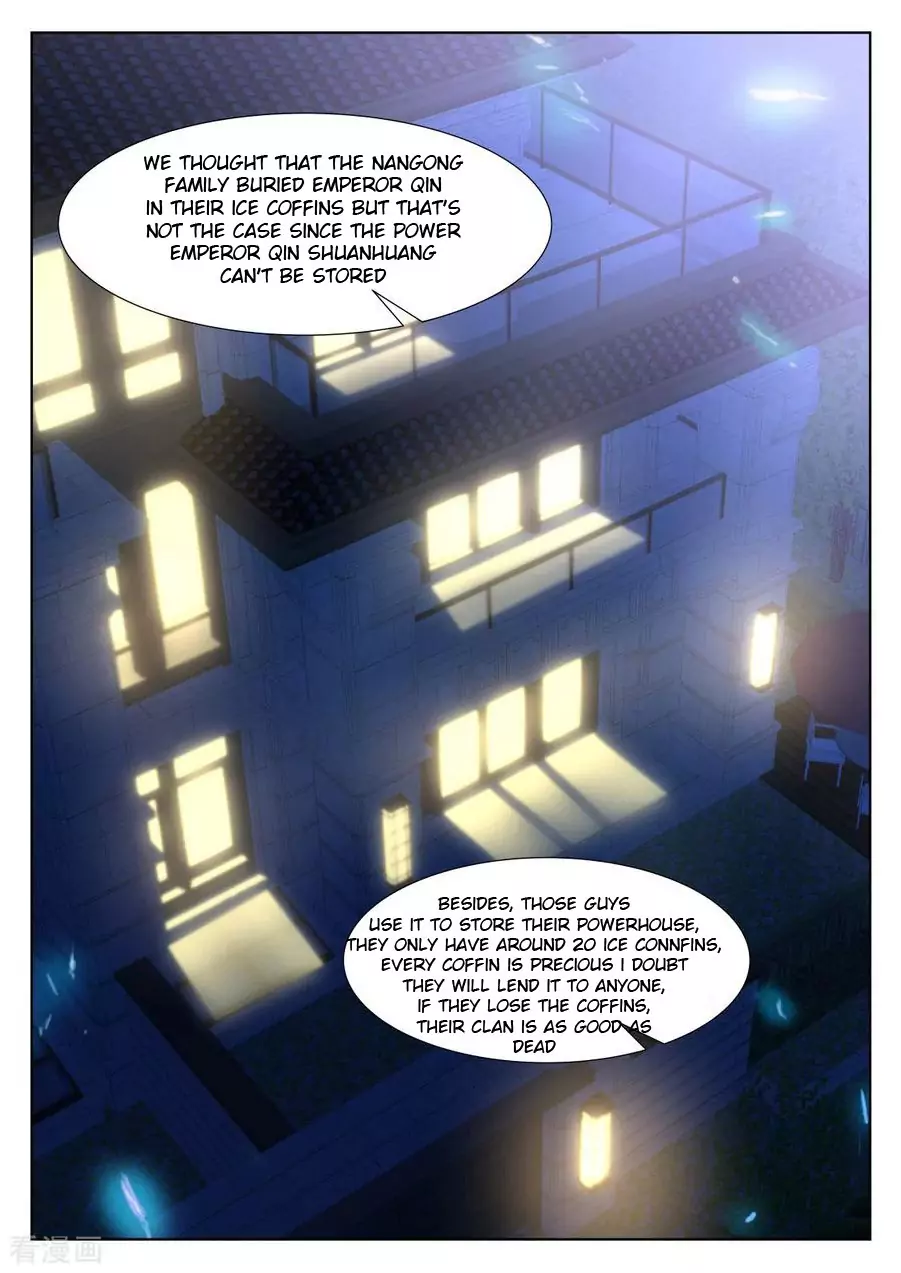 WE THOUGHT THAT THE NANGONG
FAMILY BURIED EMPEROR QIN
IN THEIR ICE COFFINS BUT THAT'S
NOT THE CASE SINCE THE POWER
EMPEROR QIN SHUANHUANG
CAN'T BE STORED
BESIDES, THOSE GUYS
USE IT TO STORE THEIR POWERHOUSE,
THEY ONLY HAVE AROUND 20 ICE CONNFINS,
EVERY COFFIN IS PRECIOUS I DOUBT
THEY WILL LEND IT TO ANYONE,
IF THEY LOSE THE COFFINS,
THEIR CLAN IS AS GOOD AS
DEAD
看漫画